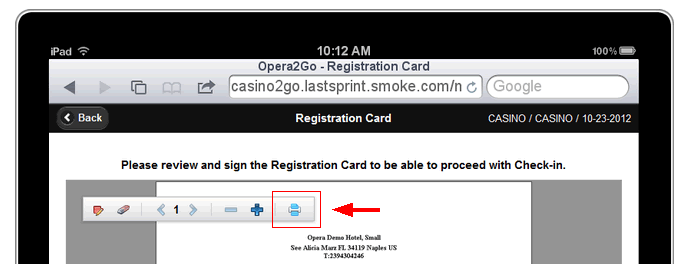 iPad 10:12 AM 100%
Opera2Go - Registration Card
casino2go.lastsprint.smoke.com/n Google
Back Registration Card CASINO / CASINO / 10-23-2012
Please review and sign the Registration Card to be able to proceed with Check-in.
1
Opera Demo Hotel, Small
See Alicia Marz FL 34119 Naples US
T:2394304246